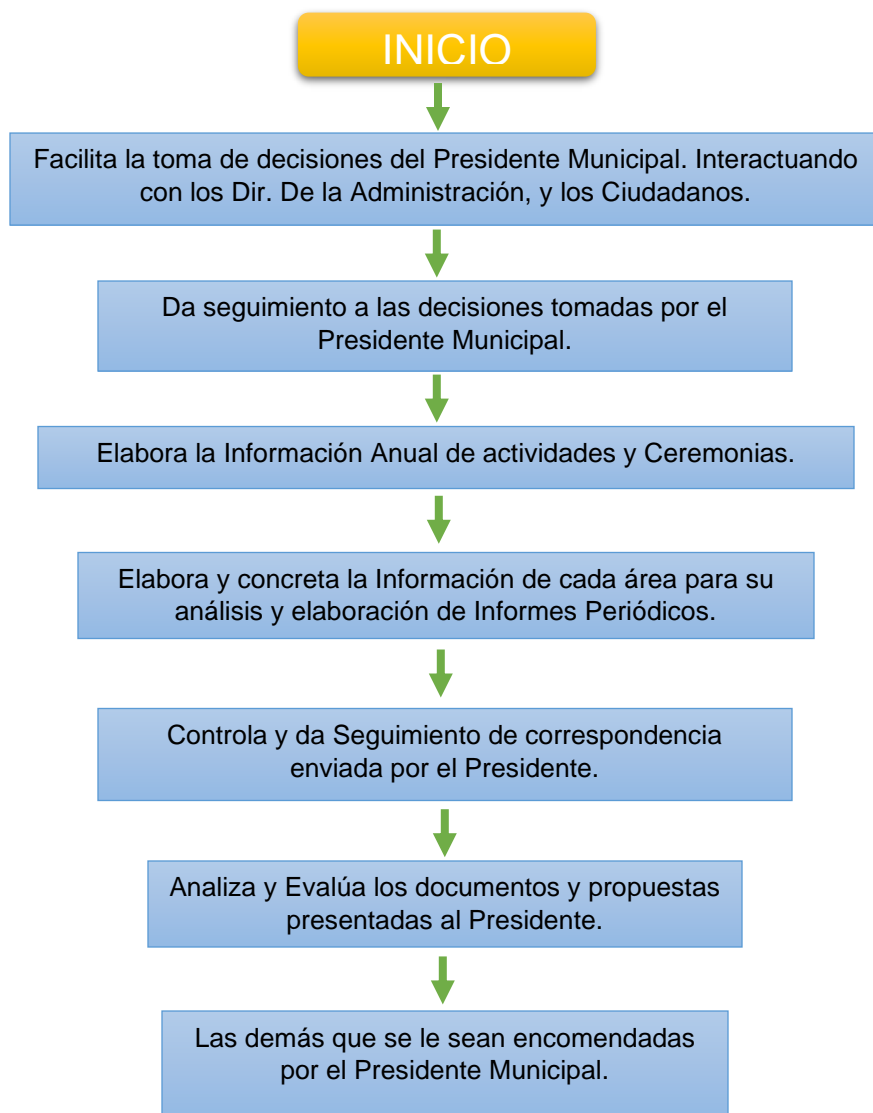 INICIO
Facilita la toma de decisiones del Presidente Municipal. Interactuando
con los Dir. De la Administración, y los Ciudadanos.
Da seguimiento a las decisiones tomadas por el
Presidente Municipal.
Elabora la Información Anual de actividades y Ceremonias.
Elabora y concreta la Información de cada área para su
análisis y elaboración de Informes Periódicos.
Controla y da Seguimiento de correspondencia
enviada por el Presidente.
Analiza y Evalúa los documentos y propuestas
presentadas al Presidente.
Las demás que se le sean encomendadas
por el Presidente Municipal.